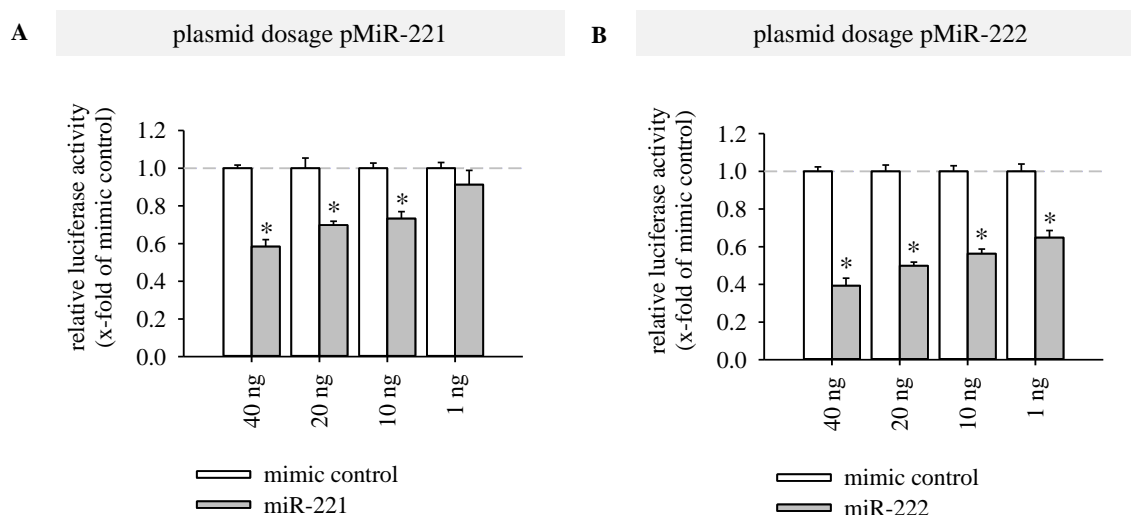 A
plasmid dosage pMiR-221
relative luciferase activity
(x-fold of mimic control)
1.2
1.0
0.8
0.6
0.4
0.2
0.0
*
*
*
40 ng
20 ng
10 ng
1 ng
mimic control
miR-221
B
plasmid dosage pMiR-222
relative luciferase activity
(x-fold of mimic control)
1.2
1.0
0.8
0.6
0.4
0.2
0.0
*
*
*
*
40 ng
20 ng
10 ng
1 ng
mimic control
miR-222